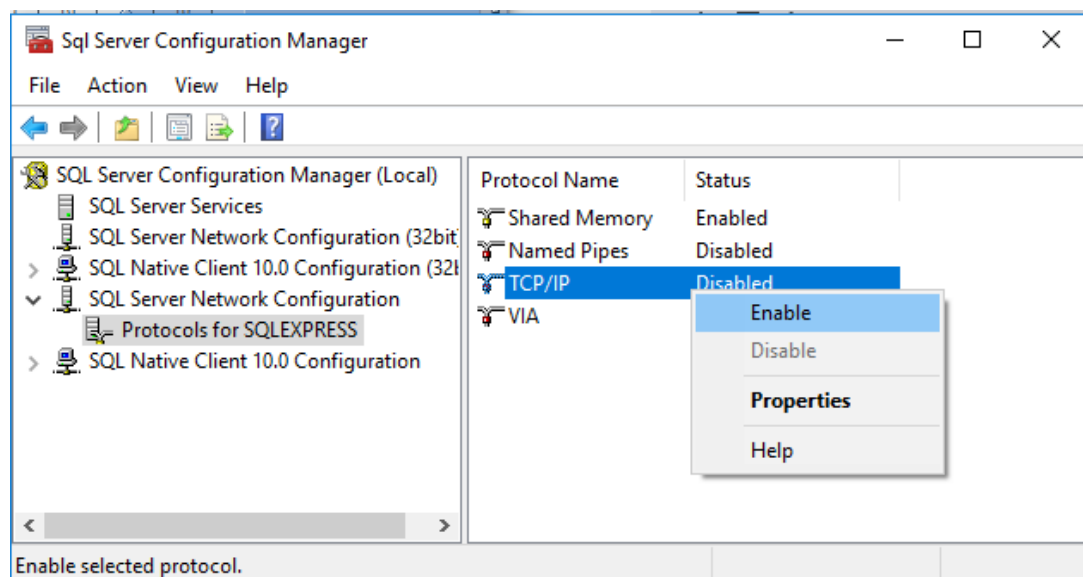 Sql Server Configuration Manager
File Action View Help
SQL Server Configuration Manager (Local)
SQL Server Services
SQL Server Network Configuration (32bit
SQL Native Client 10.0 Configuration (32b
SQL Server Network Configuration
Protocols for SQLEXPRESS
SQL Native Client 10.0 Configuration
Protocol Name Status
Shared Memory Enabled
Named Pipes Disabled
TCP/IP Disabled
VIA
Enable
Disable
Properties
Help
Enable selected protocol.